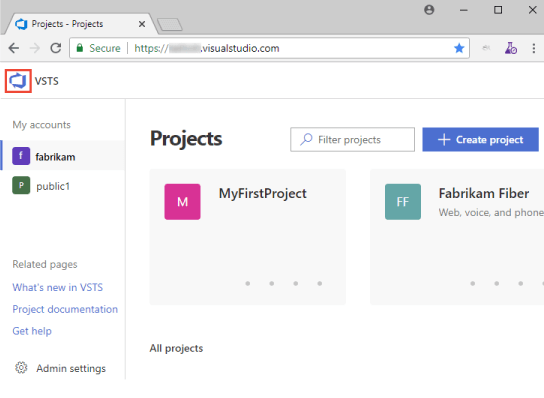 Projects - Projects
Secure https:// .visualstudio.com
VSTS
My accounts
f fabrikam
P public1
Related pages
What's new in VSTS
Project documentation
Get help
Admin settings
Projects
Filter projects
Create project
M MyFirstProject
FF Fabrikam Fiber
Web, voice, and phone
All projects